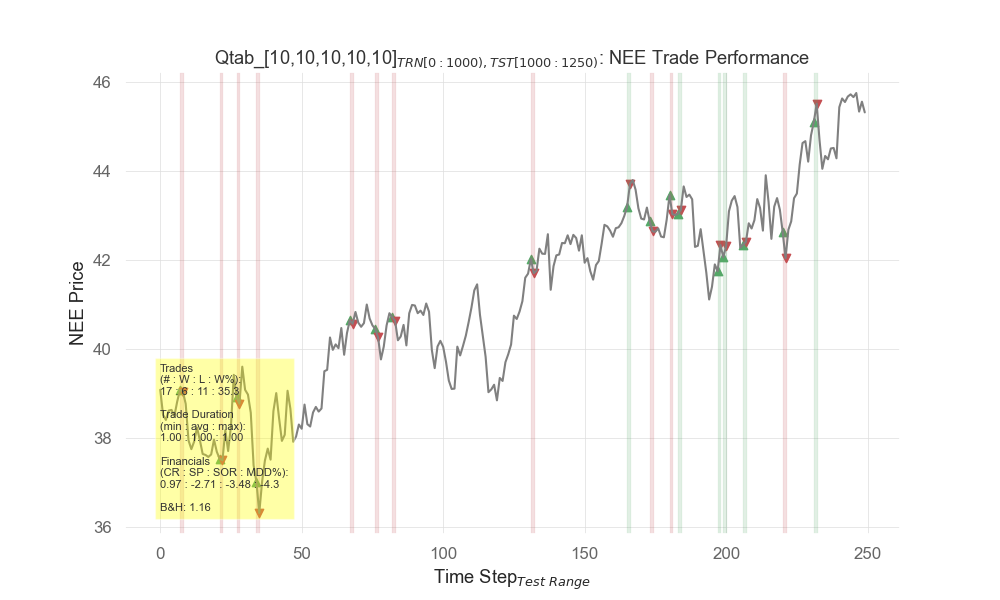 Qtab_[10,10,10,10,10]TRN[0 : 1000), TST[1000 : 1250): NEE Trade Performance
46
44
42
40
38
36
NEE Price
Trades
(# : W : L : W%):
17 : 6 : 11 : 35.3
Trade Duration
(min : avg : max):
1.00 : 1.00 : 1.00
Financials
(CR : SP : SOR : MDD%):
0.97 : -2.71 : -3.48 : -4.3
B&H: 1.16
0 50 100 150 200 250
Time StepTest Range